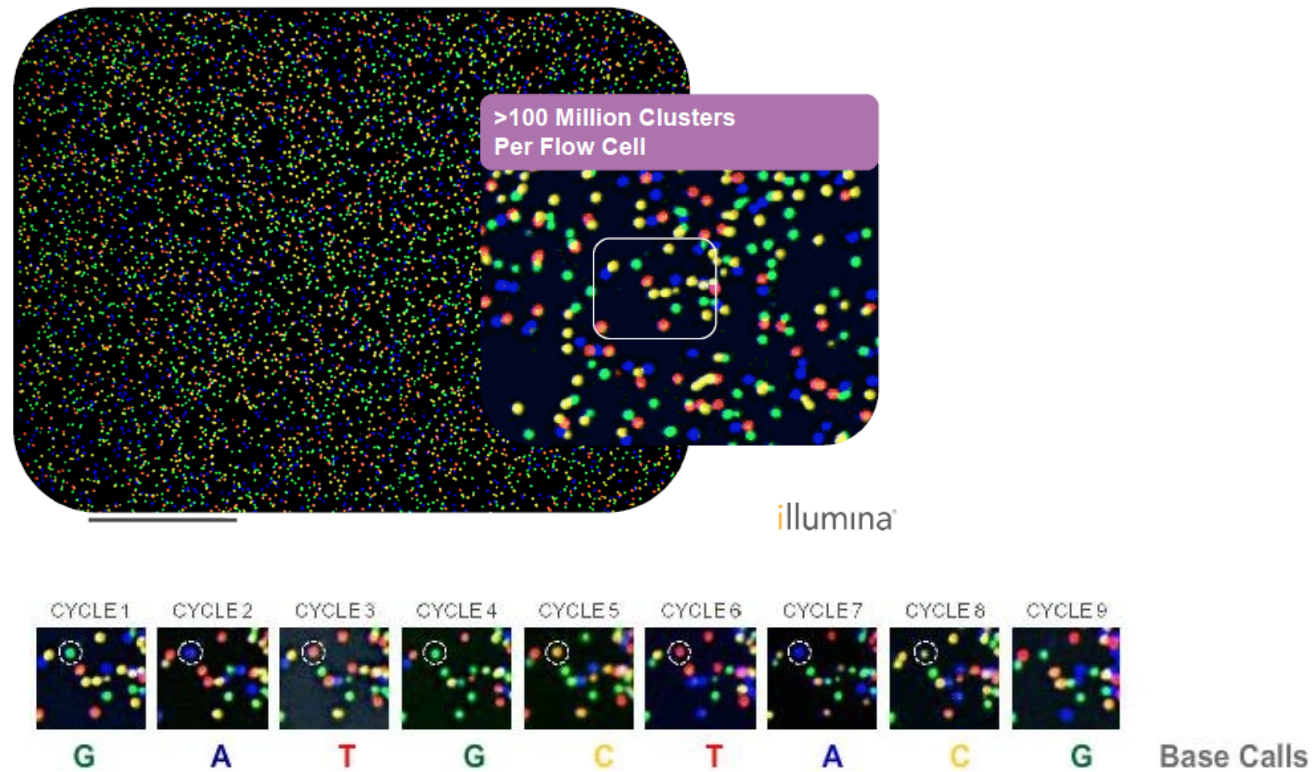 >100 Million Clusters
Per Flow Cell
illumina
CYCLE 1 CYCLE 2 CYCLE 3 CYCLE 4 CYCLE 5 CYCLE 6 CYCLE 7 CYCLE 8 CYCLE 9
G A T G C T A C G Base Calls